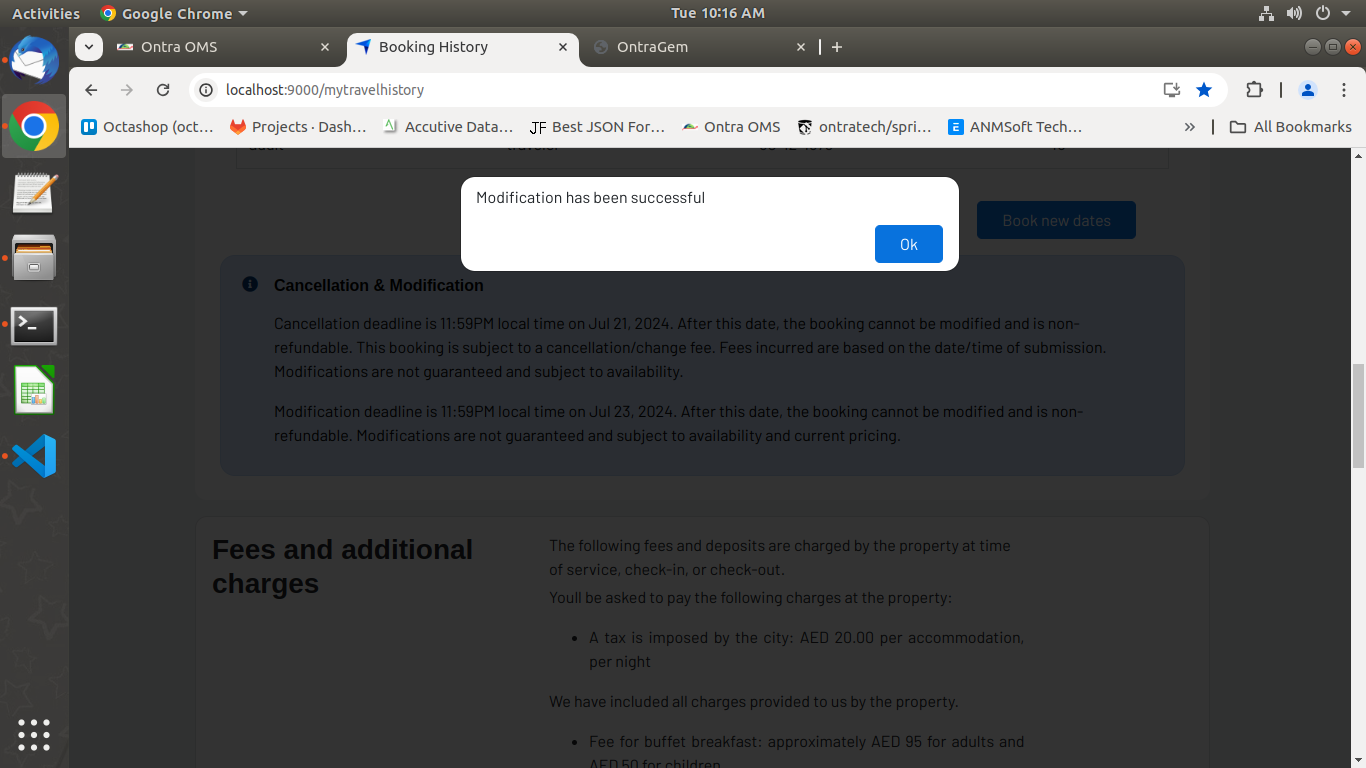 Activities
Google Chrome
Tue 10:16 AM
Ontra OMS
Booking History
OntraGem
localhost:9000/mytravelhistory
Octashop (oct…
Projects · Dash…
Accutive Data…
JF Best JSON For…
Ontra OMS
ontratech/spri…
ANMSoft Tech…
»
All Bookmarks
Modification has been successful
Ok
Book new dates
Cancellation & Modification
Cancellation deadline is 11:59PM local time on Jul 21, 2024. After this date, the booking cannot be modified and is non-
refundable. This booking is subject to a cancellation/change fee. Fees incurred are based on the date/time of submission.
Modifications are not guaranteed and subject to availability.
Modification deadline is 11:59PM local time on Jul 23, 2024. After this date, the booking cannot be modified and is non-
refundable. Modifications are not guaranteed and subject to availability and current pricing.
Fees and additional
charges
The following fees and deposits are charged by the property at time
of service, check-in, or check-out.
Youll be asked to pay the following charges at the property:
• A tax is imposed by the city: AED 20.00 per accommodation,
per night
We have included all charges provided to us by the property.
• Fee for buffet breakfast: approximately AED 95 for adults and
AED 50 for children